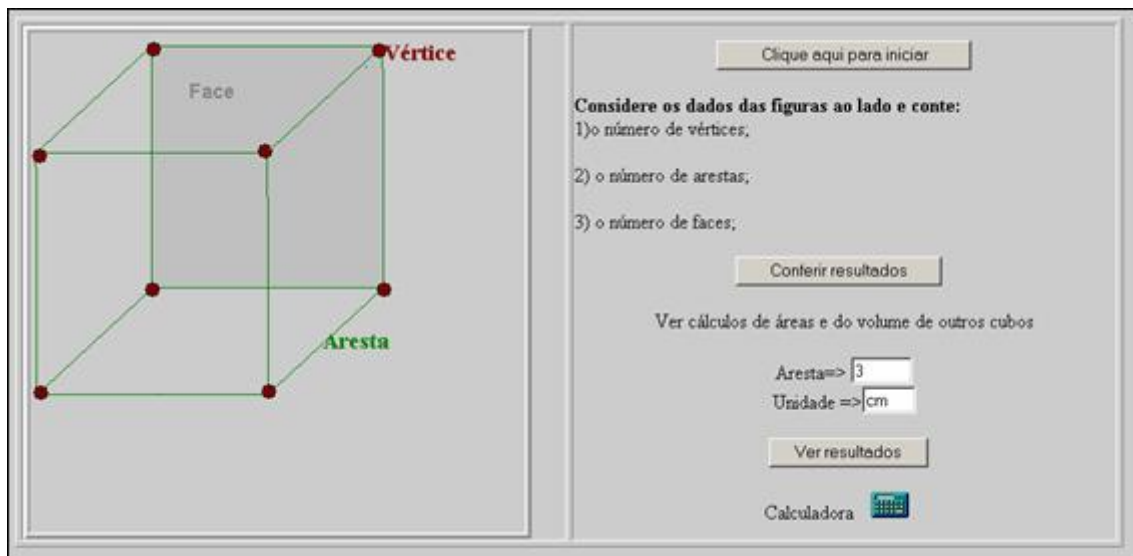 Vértice
Face
Aresta
Clique aqui para iniciar
Considere os dados das figuras ao lado e conte:
1)o número de vértices;
2) o número de arestas;
3) o número de faces;
Conferir resultados
Ver cálculos de áreas e do volume de outros cubos
Aresta=> 3
Unidade =>cm
Ver resultados
Calculadora